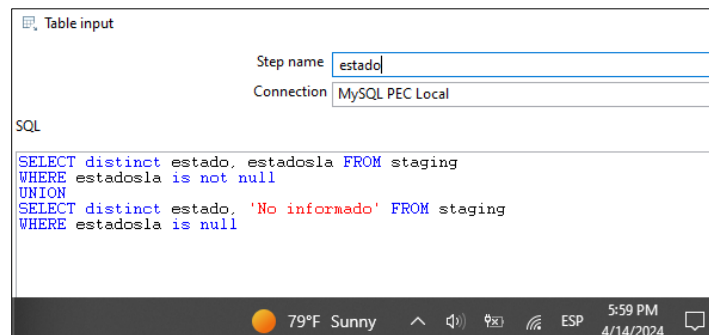 Table input
Step name estado
Connection MySQL PEC Local
SQL
SELECT distinct estado, estadosla FROM staging
WHERE estadosla is not null
UNION
SELECT distinct estado, 'No informado' FROM staging
WHERE estadosla is null
79°F Sunny ESP 5:59 PM
4/14/2024